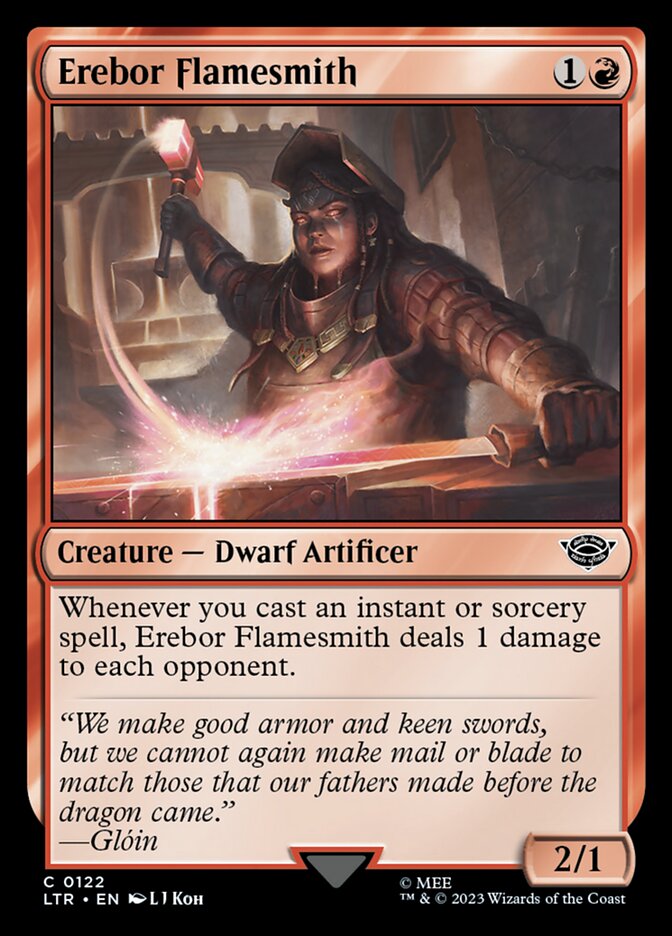 Erebor Flamesmith 1
Creature — Dwarf Artificer
Whenever you cast an instant or sorcery
spell, Erebor Flamesmith deals 1 damage
to each opponent.
“We make good armor and keen swords,
but we cannot again make mail or blade to
match those that our fathers made before the
dragon came.”
—Glóin
2/1
C 0122
LTR • EN LJ Koh
© MEE
™ & © 2023 Wizards of the Coast